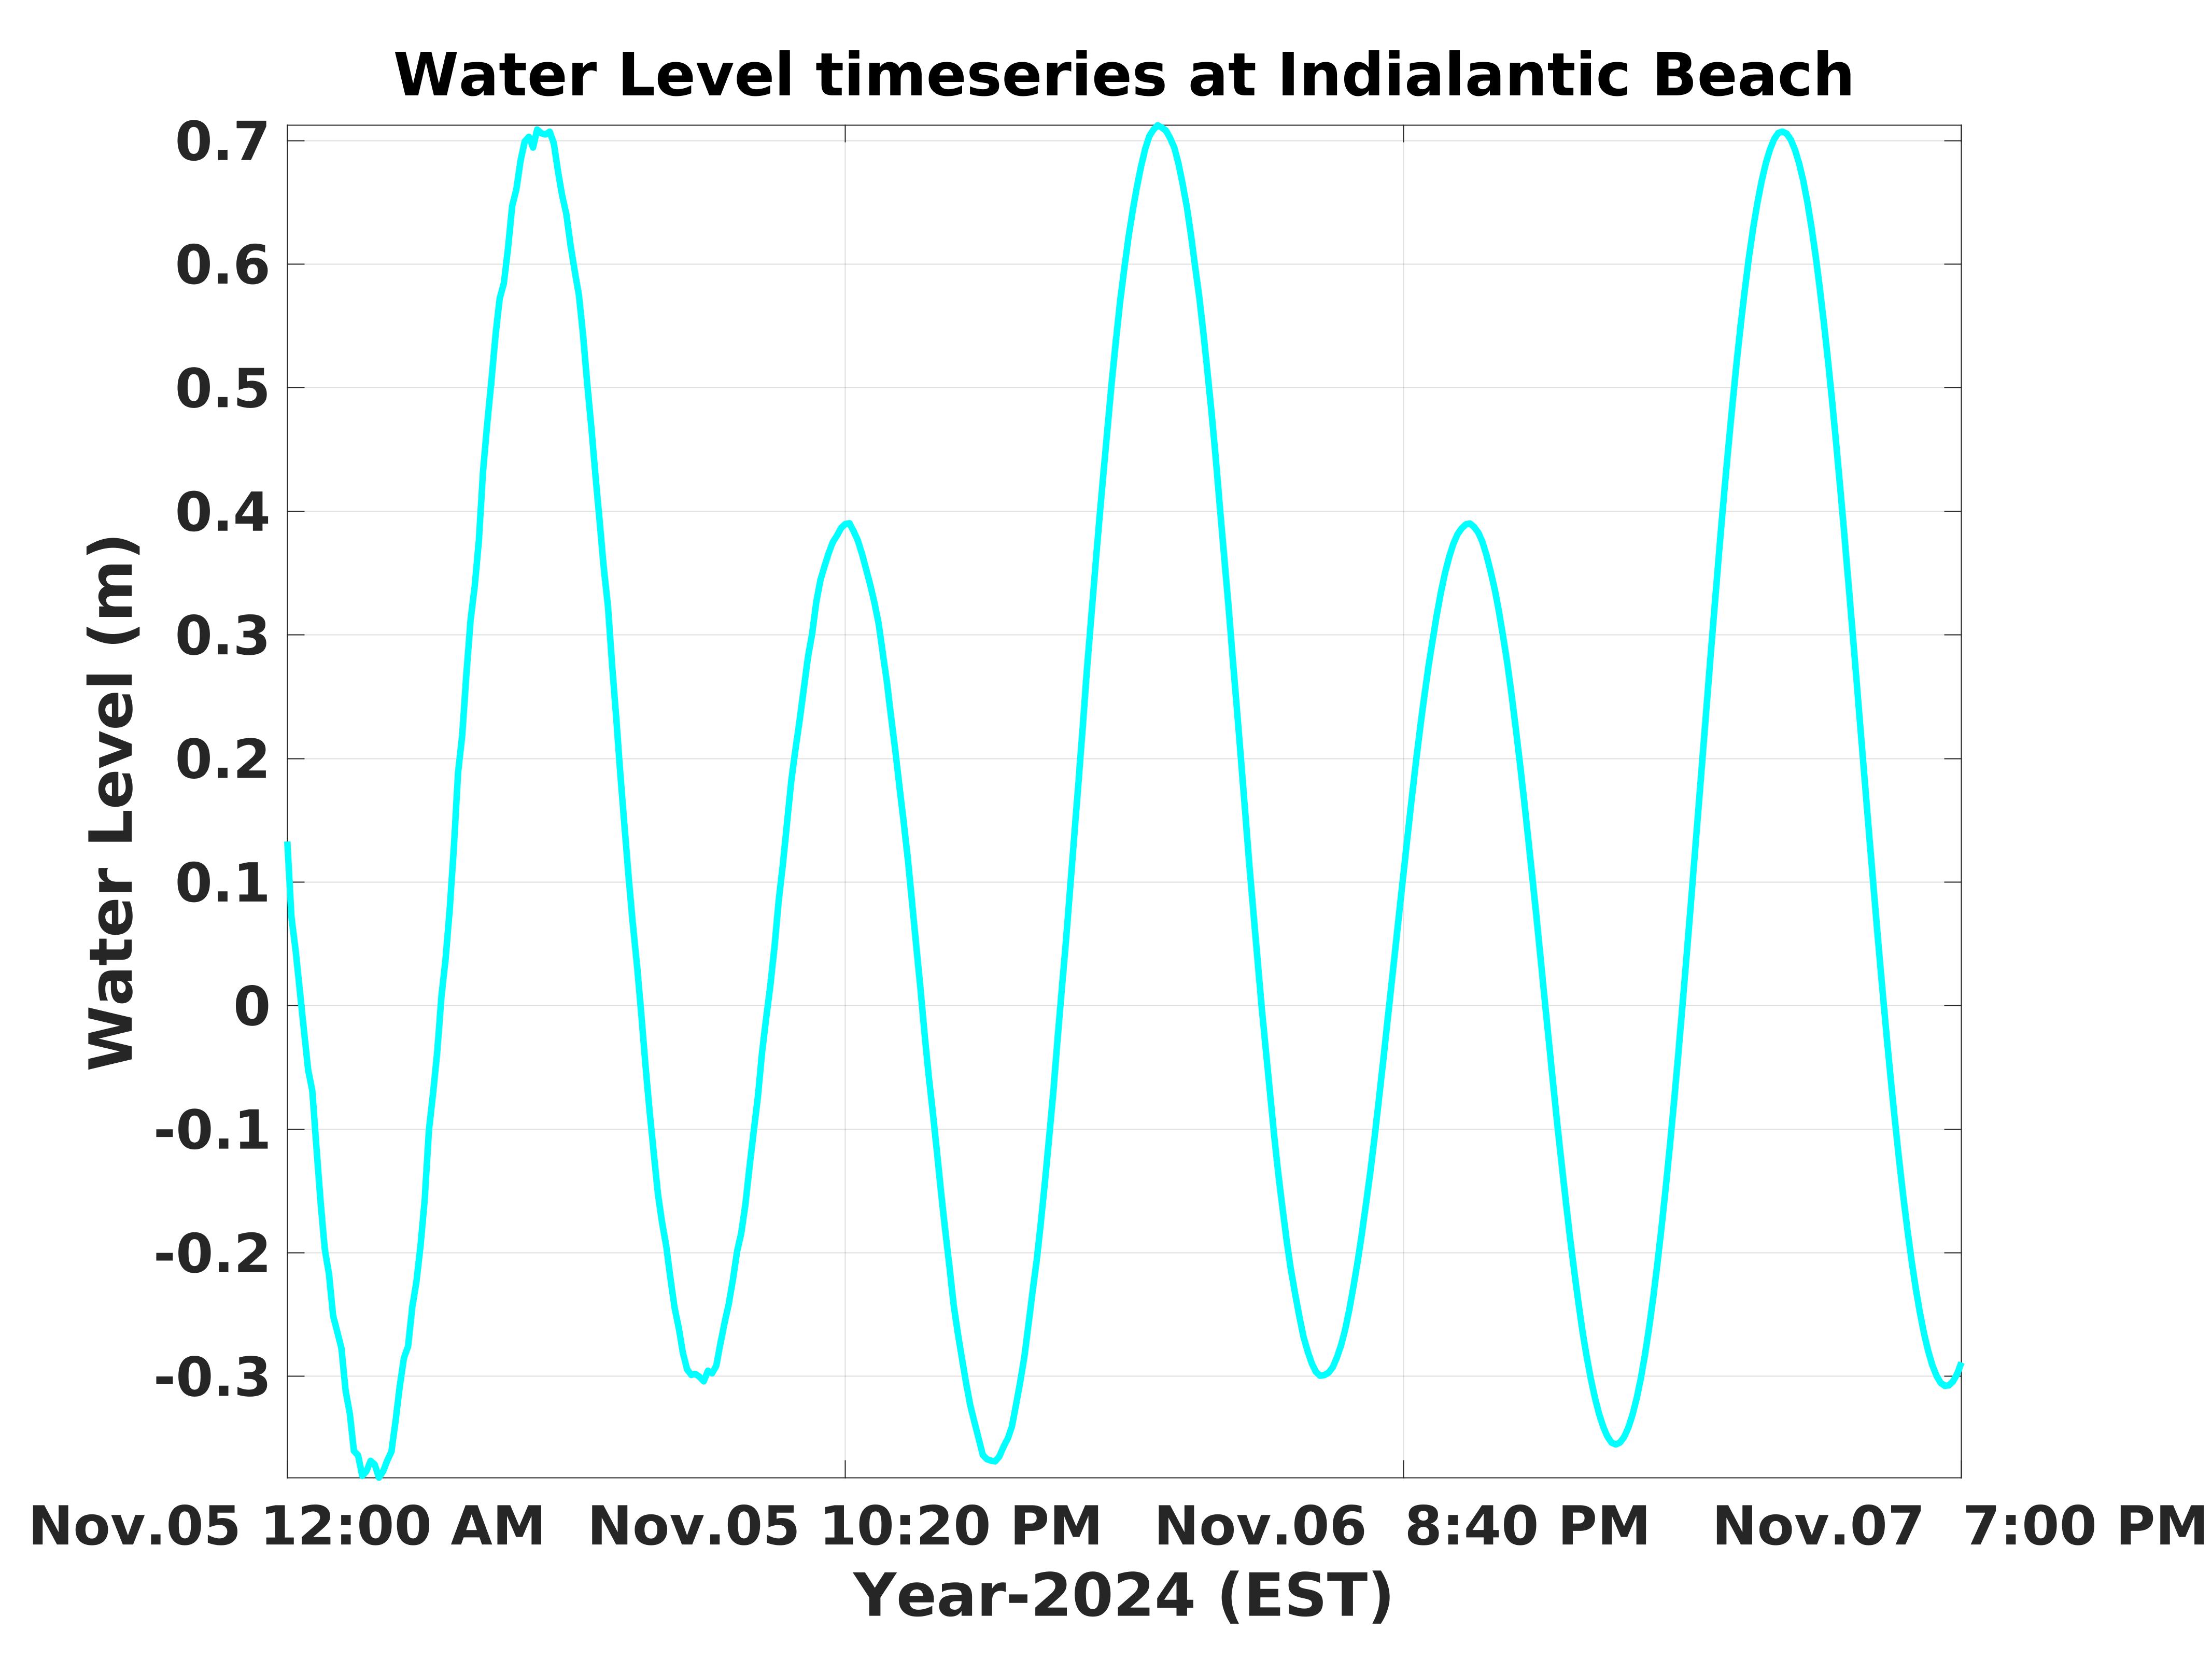 Water Level timeseries at Indialantic Beach
0.7
0.6
0.5
0.4
0.3
0.2
0.1
0
-0.1
-0.2
-0.3
Water Level (m)
Nov.05 12:00 AM Nov.05 10:20 PM Nov.06 8:40 PM Nov.07 7:00 PM
Year-2024 (EST)